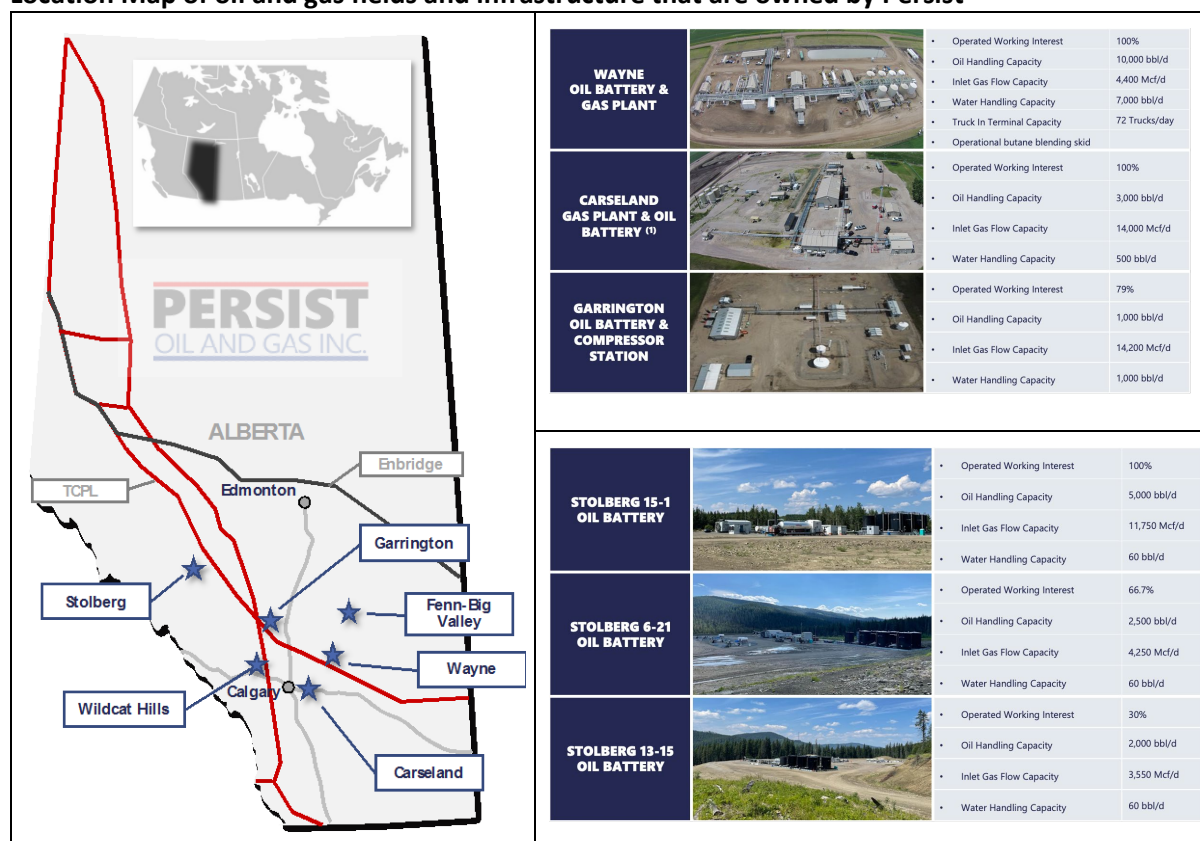 Location Map of oil and gas fields and infrastructure that are owned by Persist
PERSIST
OIL AND GAS INC.
ALBERTA
Enbridge
TCPL
Edmonton
Garrington
Stolberg
Fenn-Big
Valley
Wayne
Calgary
Wildcat Hills
Carseland
WAYNE
OIL BATTERY &
GAS PLANT
• Operated Working Interest 100%
• Oil Handling Capacity 10,000 bbl/d
• Inlet Gas Flow Capacity 4,400 Mcf/d
• Water Handling Capacity 7,000 bbl/d
• Truck In Terminal Capacity 72 Trucks/day
• Operational butane blending skid
CARSELAND
GAS PLANT & OIL
BATTERY (1)
• Operated Working Interest 100%
• Oil Handling Capacity 3,000 bbl/d
• Inlet Gas Flow Capacity 14,000 Mcf/d
• Water Handling Capacity 500 bbl/d
GARRINGTON
OIL BATTERY &
COMPRESSOR
STATION
• Operated Working Interest 79%
• Oil Handling Capacity 1,000 bbl/d
• Inlet Gas Flow Capacity 14,200 Mcf/d
• Water Handling Capacity 1,000 bbl/d
STOLBERG 15-1
OIL BATTERY
• Operated Working Interest 100%
• Oil Handling Capacity 5,000 bbl/d
• Inlet Gas Flow Capacity 11,750 Mcf/d
• Water Handling Capacity 60 bbl/d
STOLBERG 6-21
OIL BATTERY
• Operated Working Interest 66.7%
• Oil Handling Capacity 2,500 bbl/d
• Inlet Gas Flow Capacity 4,250 Mcf/d
• Water Handling Capacity 60 bbl/d
STOLBERG 13-15
OIL BATTERY
• Operated Working Interest 30%
• Oil Handling Capacity 2,000 bbl/d
• Inlet Gas Flow Capacity 3,550 Mcf/d
• Water Handling Capacity 60 bbl/d